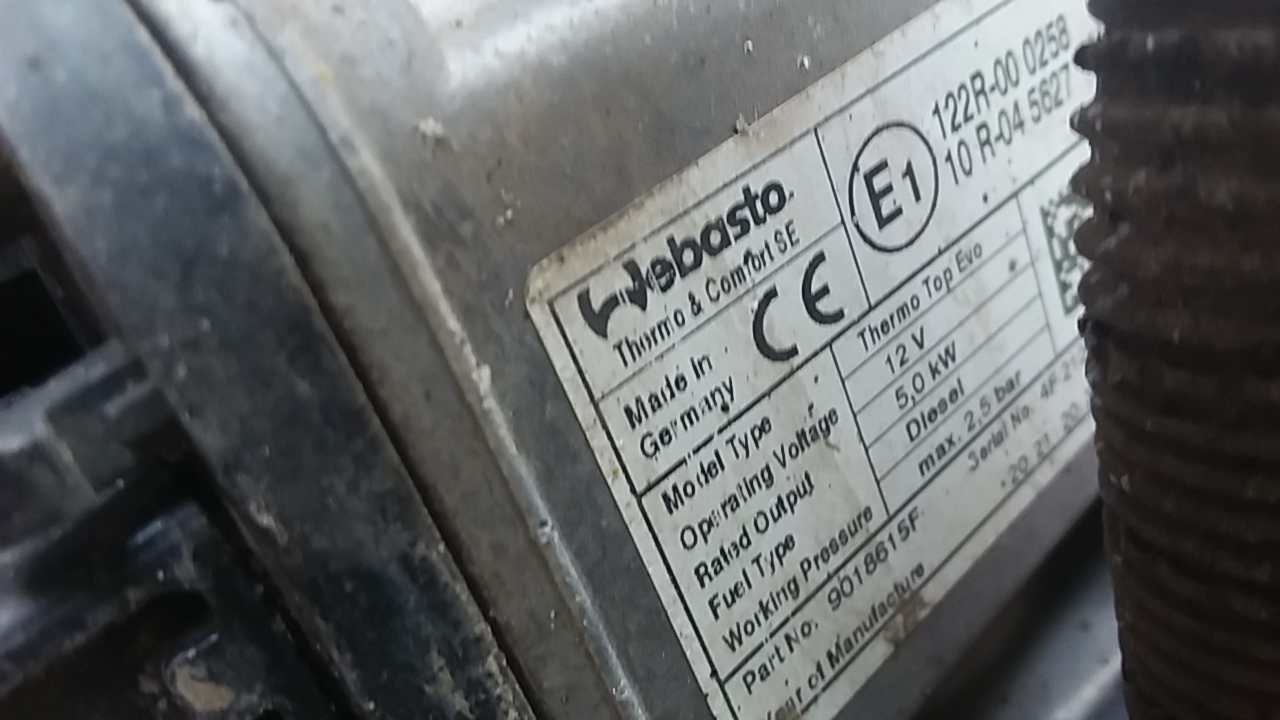 Webasto
Thermo & Comfort SE
E1
122R-00 0258
10 R-04 5627
Made in
Germany
CE
Model Type Thermo Top Evo
Operating Voltage 12 V
Rated Output 5,0 kW
Fuel Type Diesel
Working Pressure max. 2,5 bar
Part No. 9018615F Serial No. 4F
Year of Manufacture 20 21